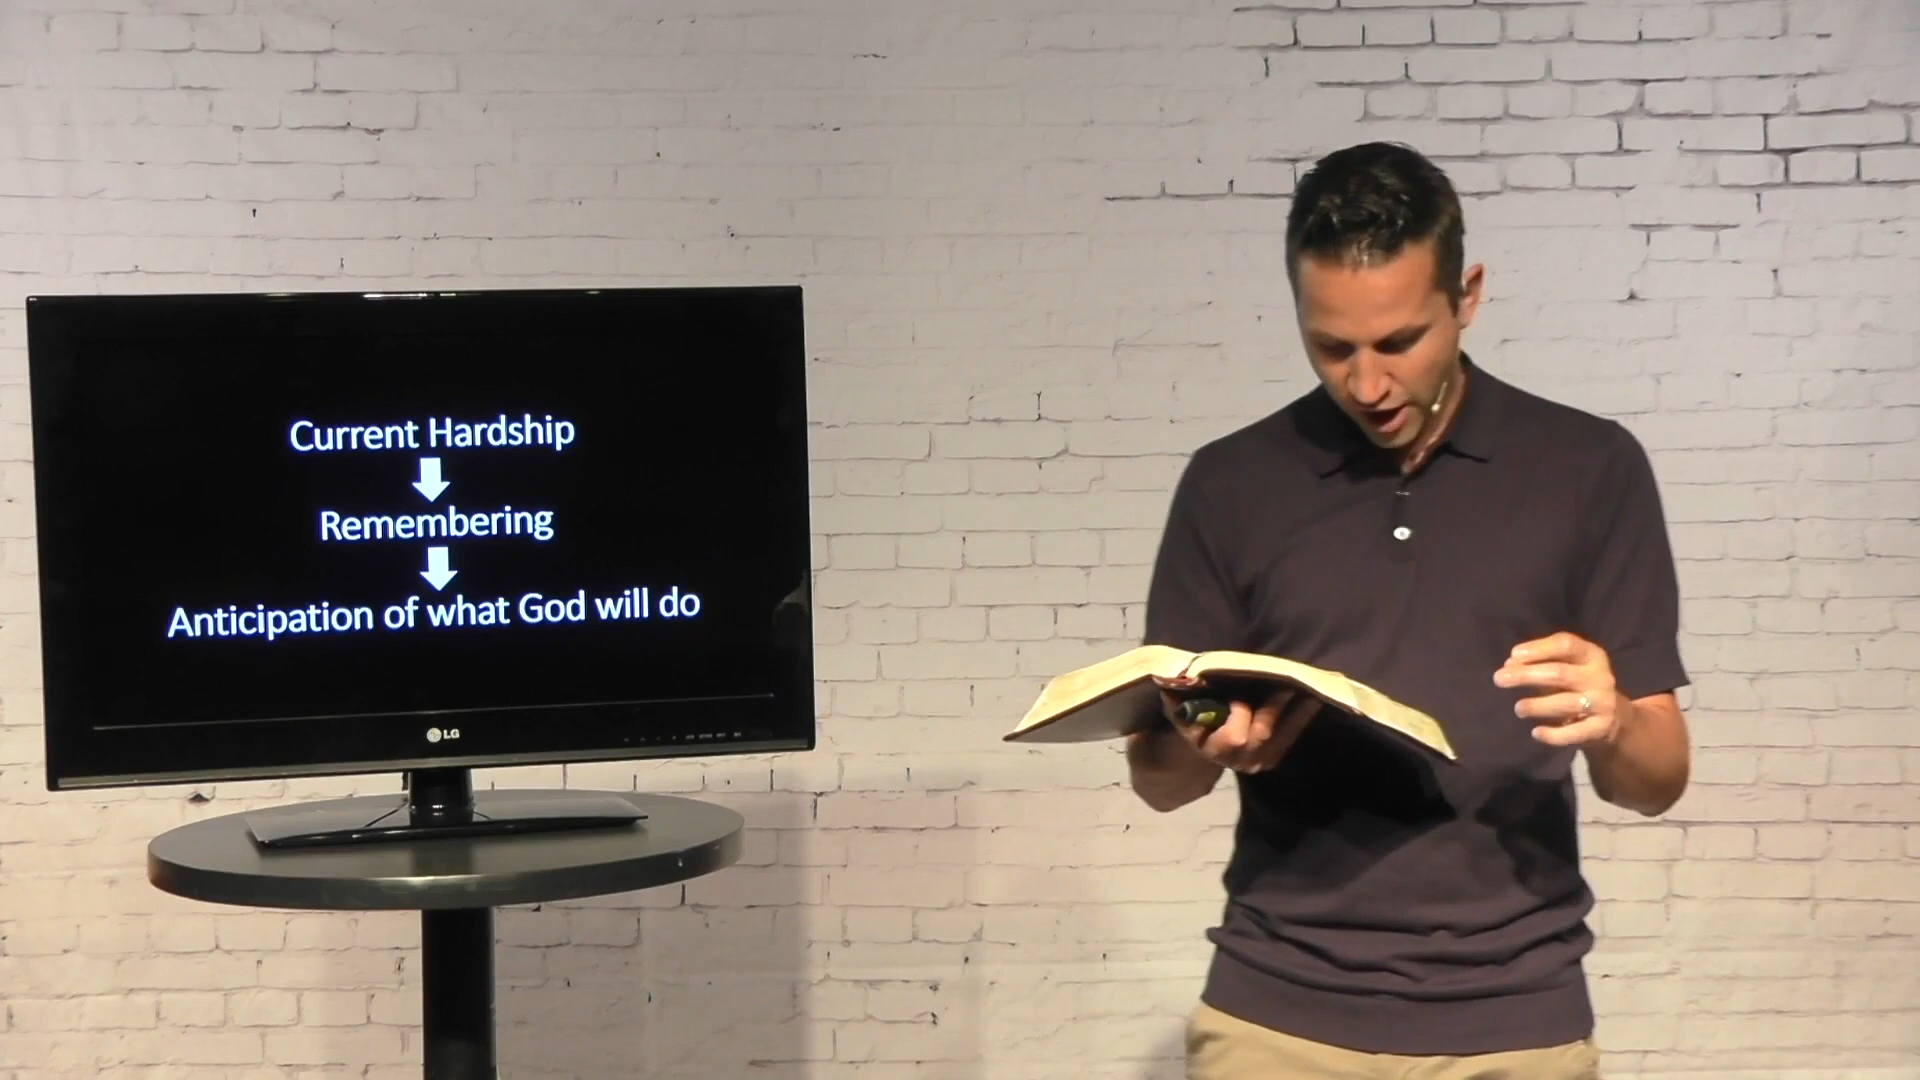 Current Hardship
Remembering
Anticipation of what God will do
LG